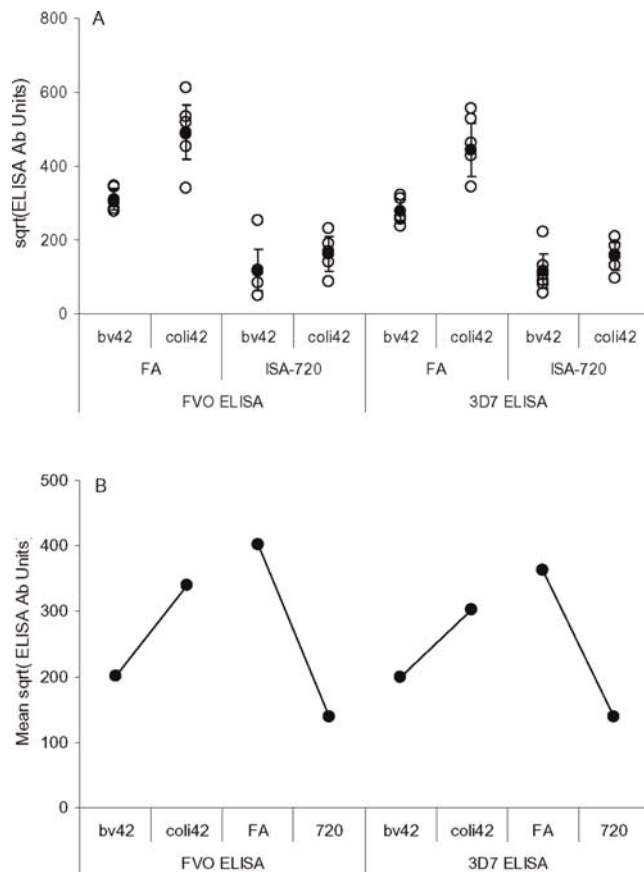 A
sqrt(ELISA Ab Units)
800
600
400
200
0
bv42 coli42 bv42 coli42 bv42 coli42 bv42 coli42
FA ISA-720 FA ISA-720
FVO ELISA 3D7 ELISA
B
Mean sqrt( ELISA Ab Units)
500
400
300
200
100
0
bv42 coli42 FA 720 bv42 coli42 FA 720
FVO ELISA 3D7 ELISA